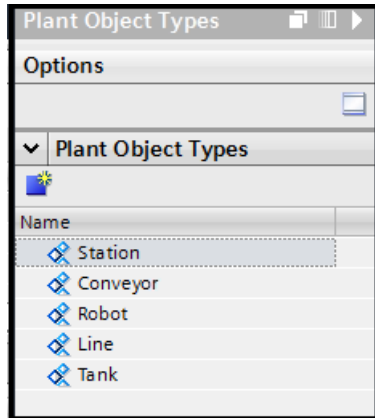 Plant Object Types
Options
Plant Object Types
Name
Station
Conveyor
Robot
Line
Tank